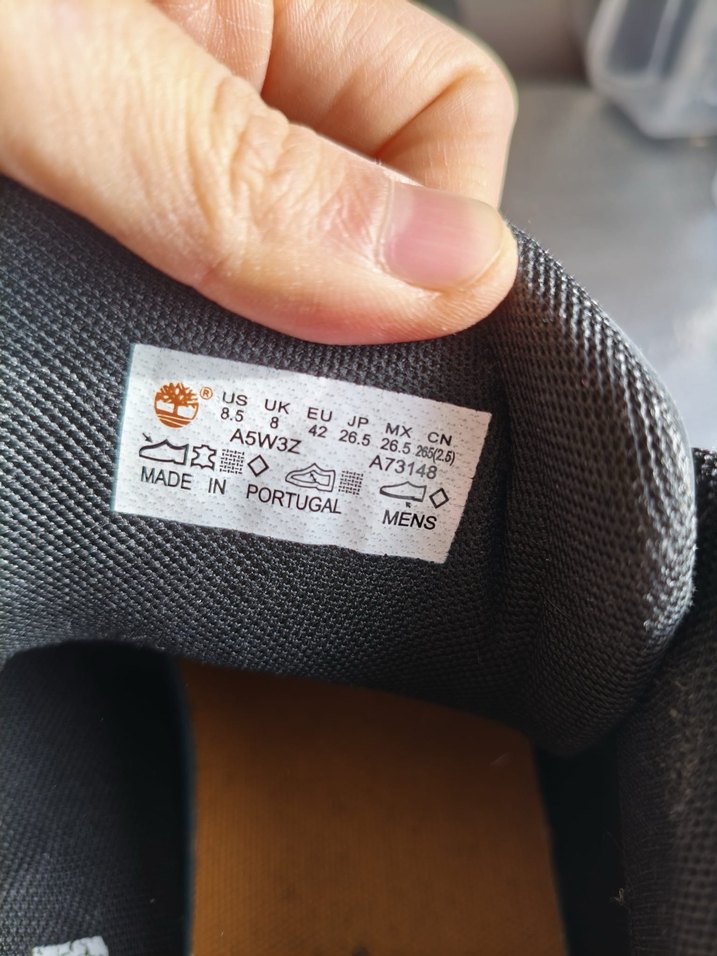 ®
US UK EU JP MX CN
8.5 8 42 26.5 26.5 265(2.5)
A5W3Z A73148
MADE IN PORTUGAL MENS